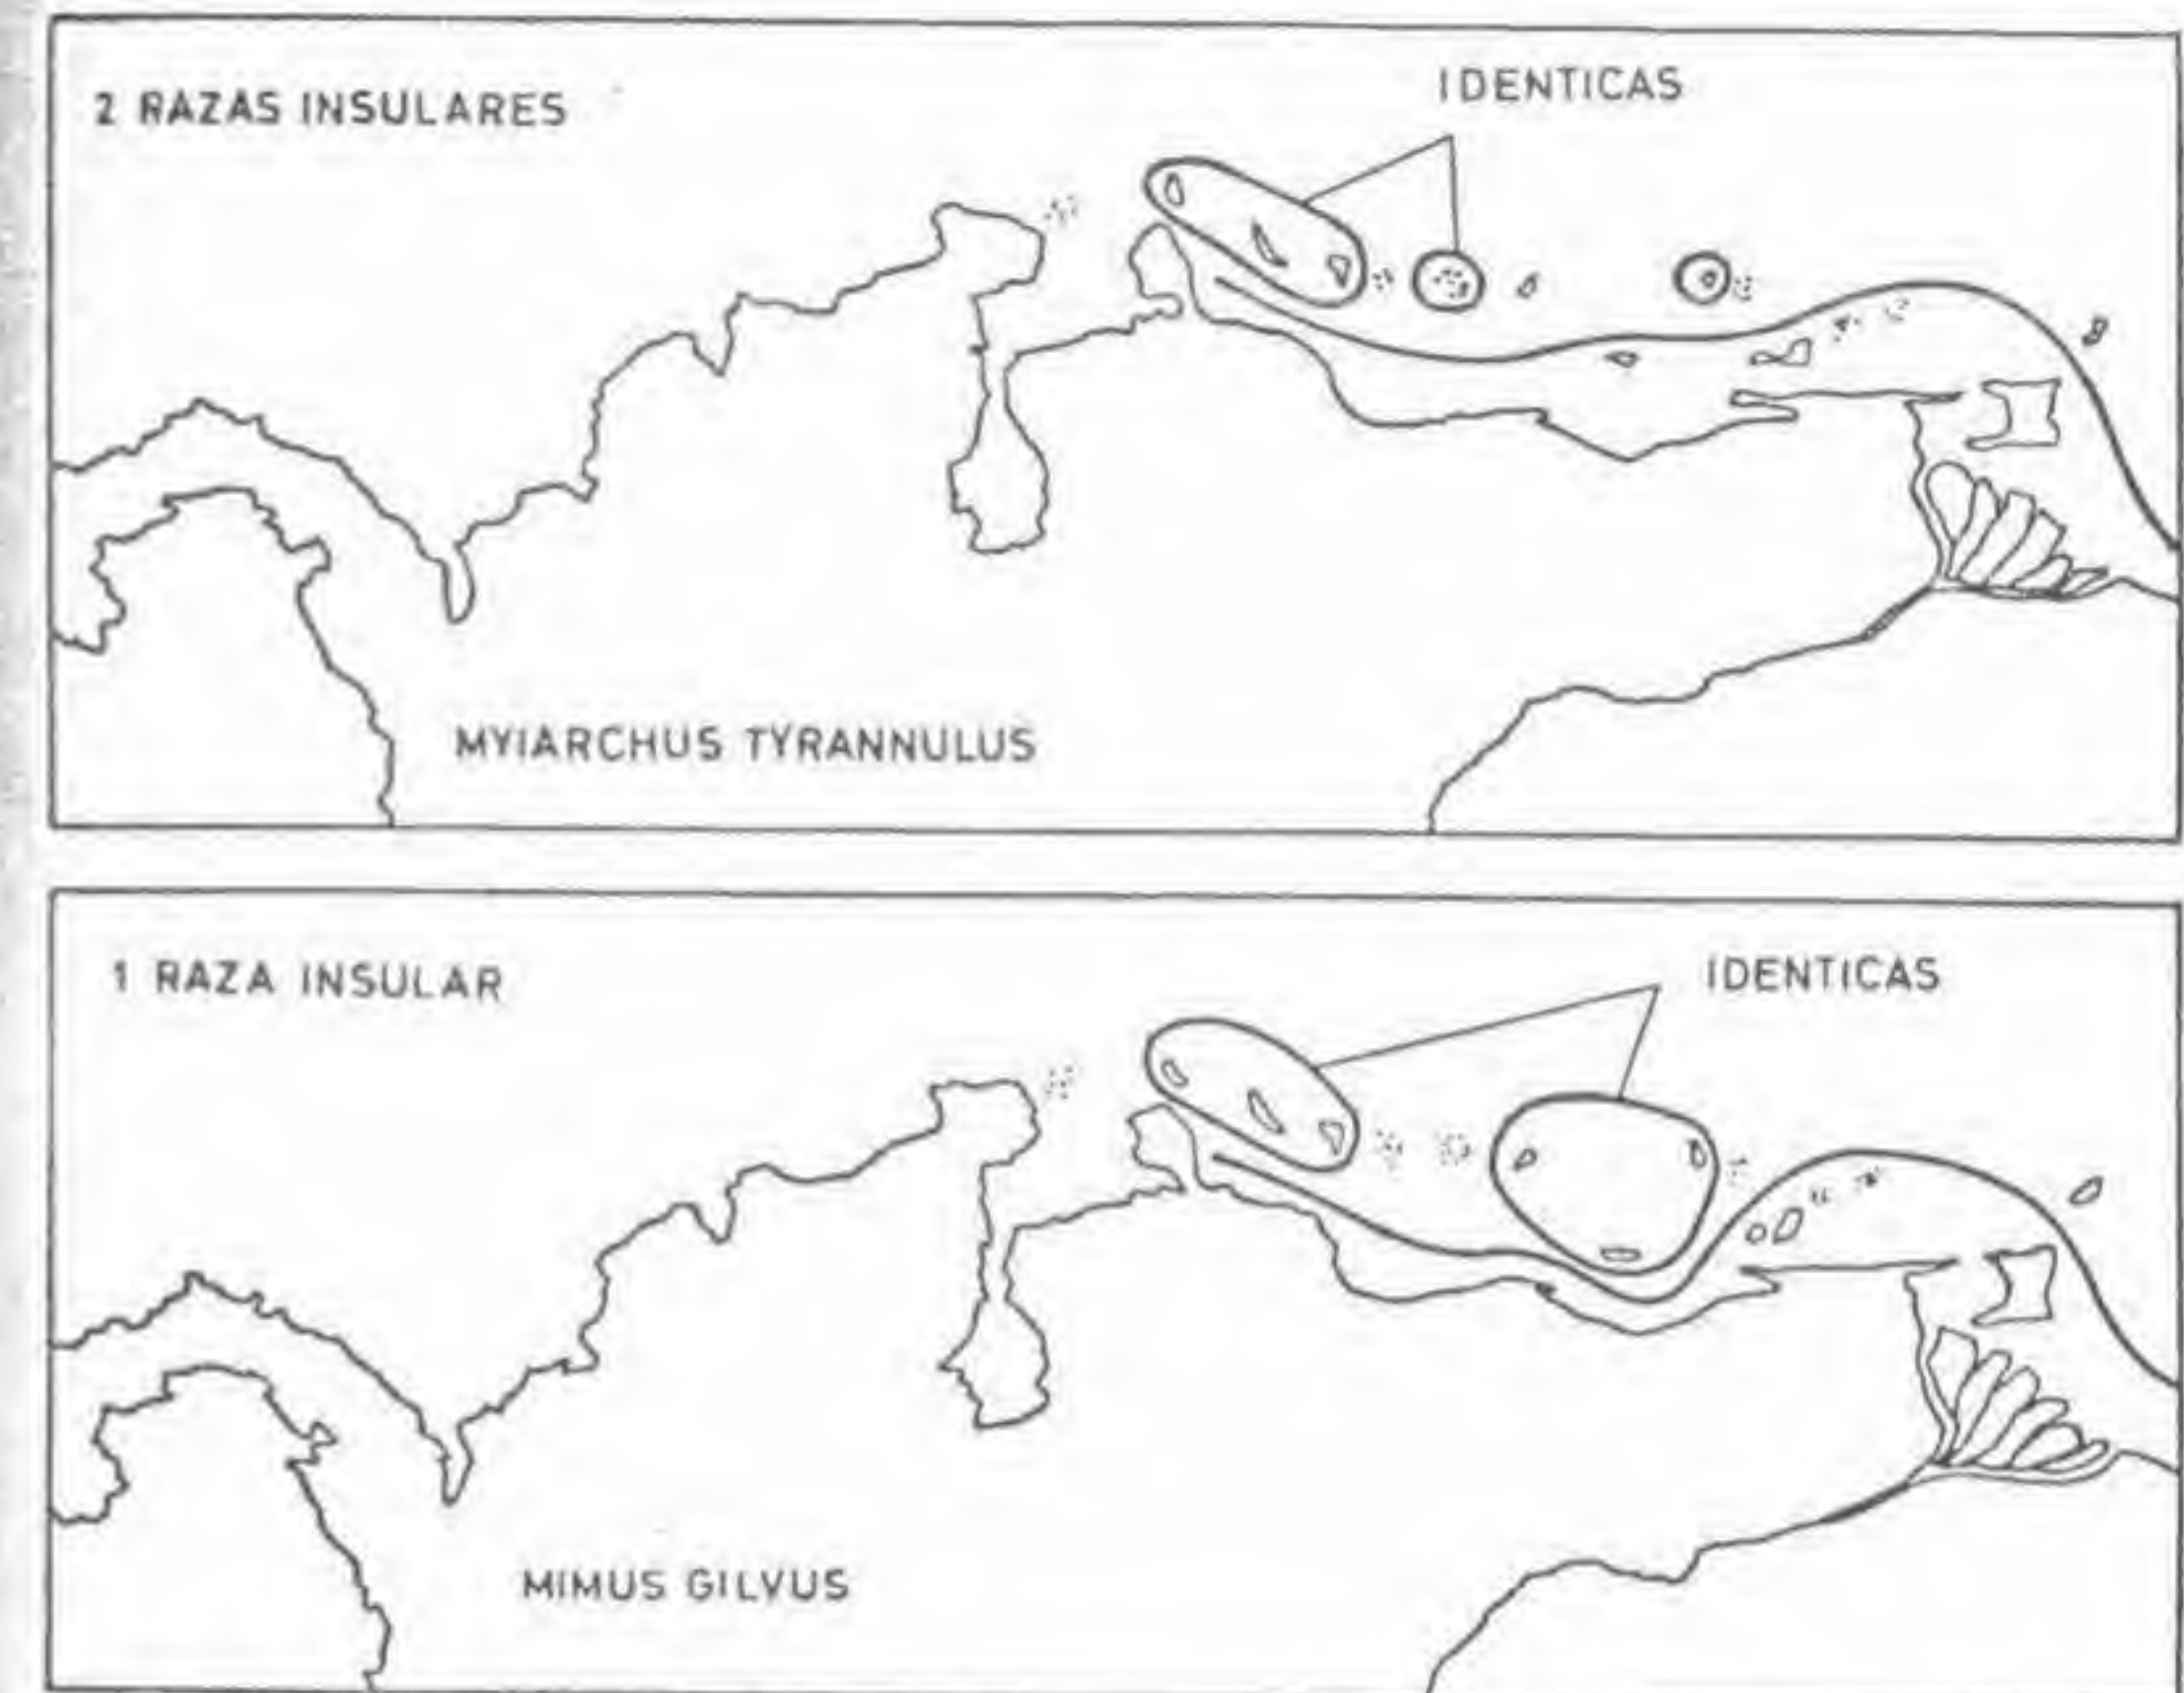 2 RAZAS INSULARES
IDENTICAS
MYIARCHUS TYRANNULUS
1 RAZA INSULAR
IDENTICAS
MIMUS GILVUS